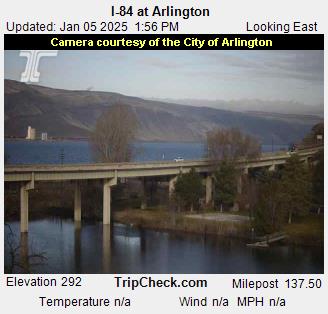 I-84 at Arlington
Updated: Jan 05 2025 1:56 PM Looking East
Camera courtesy of the City of Arlington
Elevation 292 TripCheck.com Milepost 137.50
Temperature n/a Wind n/a MPH n/a